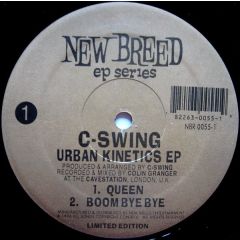 NEW BREED
ep series
1
82263-0055-1
NBR 0055-1
C-SWING
URBAN KINETICS EP
PRODUCED & ARRANGED BY C-SWING
RECORDED & MIXED BY COLIN GRANGER
AT THE CAVESTATION, LONDON, U.K.
1. QUEEN
2. BOOM BYE BYE
LIMITED EDITION